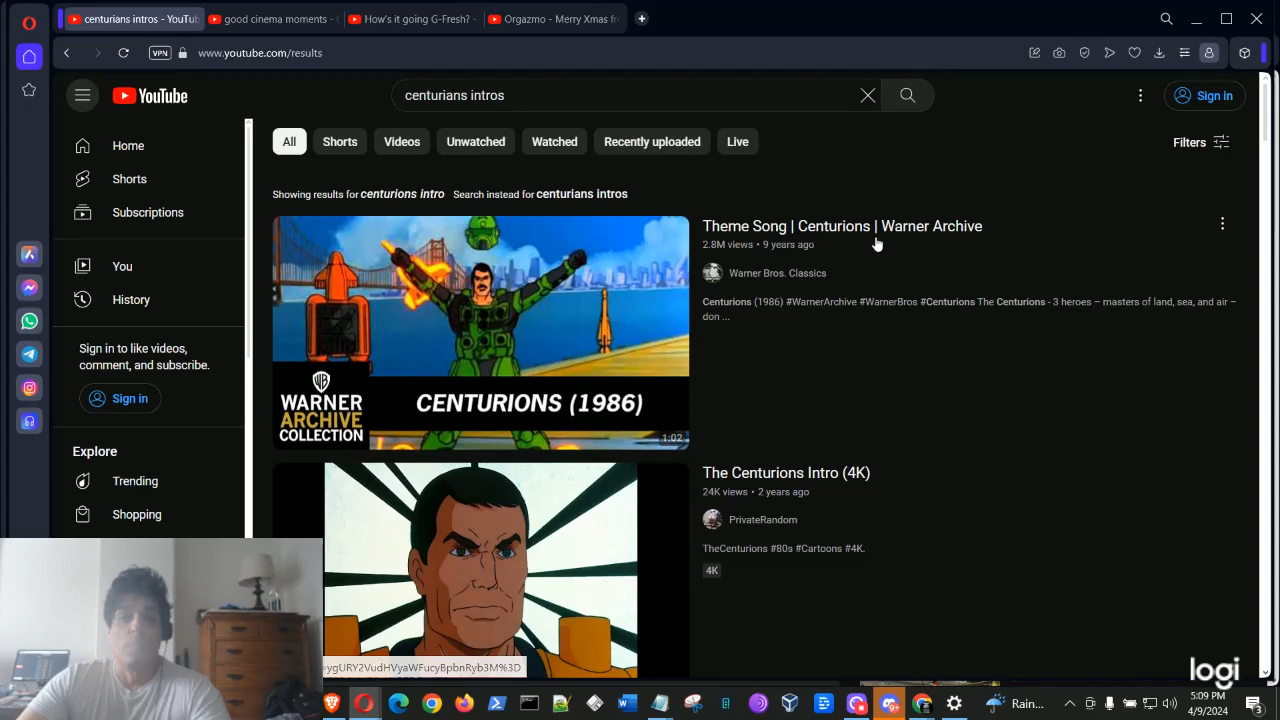 centurians intros - YouTub
good cinema moments -
How's it going G-Fresh? -
Orgazmo - Merry Xmas fr
VPN
www.youtube.com/results
YouTube
centurians intros
Sign in
Home
Shorts
Subscriptions
You
History
Sign in to like videos,
comment, and subscribe.
Sign in
Explore
Trending
Shopping
All
Shorts
Videos
Unwatched
Watched
Recently uploaded
Live
Filters
Showing results for centurions intro Search instead for centurians intros
WARNER
ARCHIVE
COLLECTION
CENTURIONS (1986)
1:02
Theme Song | Centurions | Warner Archive
2.8M views • 9 years ago
Warner Bros. Classics
Centurions (1986) #WarnerArchive #WarnerBros #Centurions The Centurions - 3 heroes – masters of land, sea, and air –
don ...
The Centurions Intro (4K)
24K views • 2 years ago
PrivateRandom
TheCenturions #80s #Cartoons #4K.
4K
=ygURY2VudHVyaWFucyBpbnRyb3M%3D
logi
Rain...
5:09 PM
4/9/2024
3